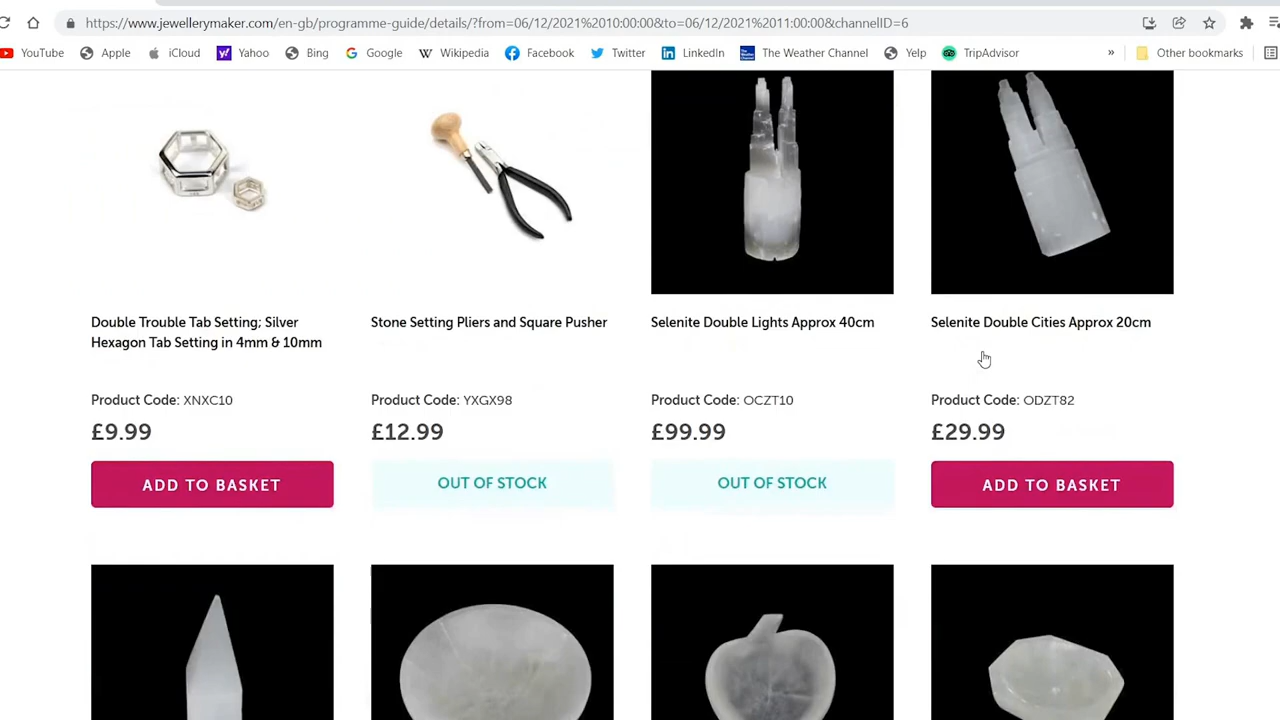 https://www.jewellerymaker.com/en-gb/programme-guide/details/?from=06/12/2021%2010:00:00&to=06/12/2021%2011:00:00&channelID=6
YouTube Apple iCloud Yahoo Bing Google Wikipedia Facebook Twitter LinkedIn The Weather Channel Yelp TripAdvisor » Other bookmarks
Double Trouble Tab Setting; Silver
Hexagon Tab Setting in 4mm & 10mm
Product Code: XNXC10
£9.99
ADD TO BASKET
Stone Setting Pliers and Square Pusher
Product Code: YXGX98
£12.99
OUT OF STOCK
Selenite Double Lights Approx 40cm
Product Code: OCZT10
£99.99
OUT OF STOCK
Selenite Double Cities Approx 20cm
Product Code: ODZT82
£29.99
ADD TO BASKET